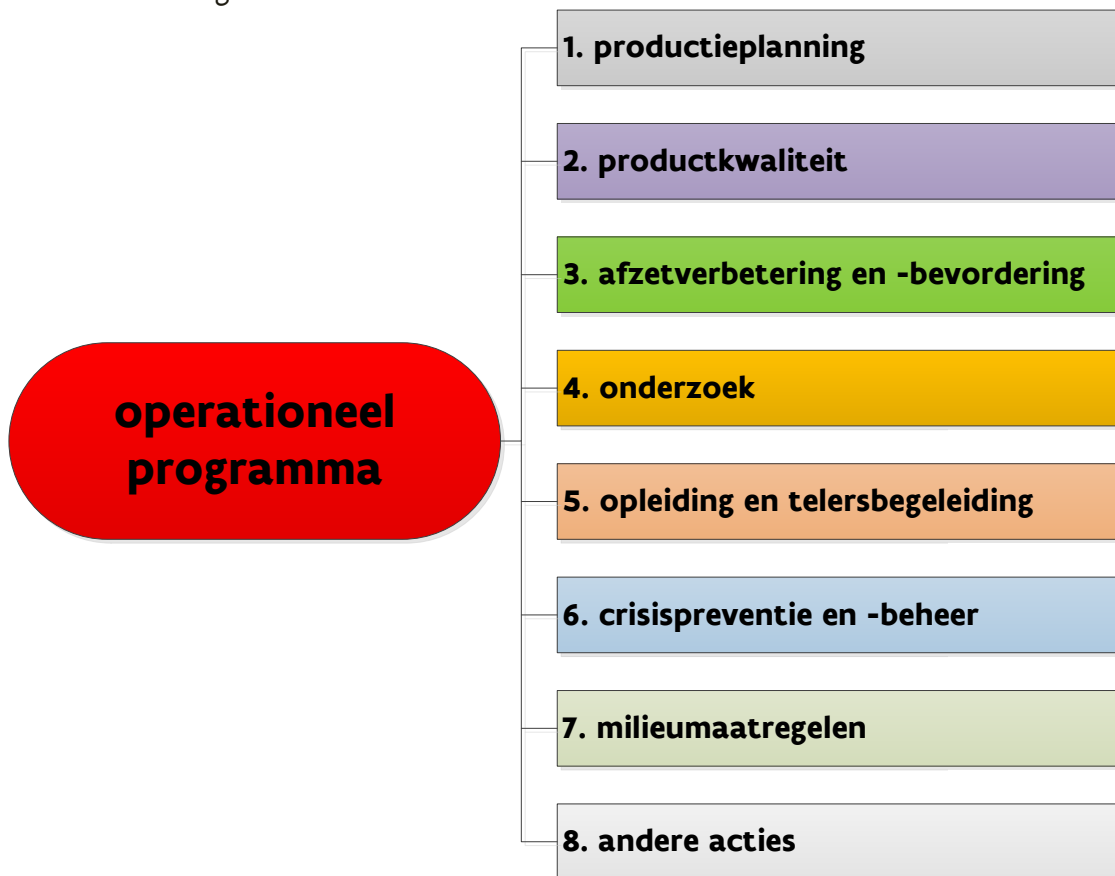 operationeel
programma
1. productieplanning
2. productkwaliteit
3. afzetverbetering en -bevordering
4. onderzoek
5. opleiding en telersbegeleiding
6. crisispreventie en -beheer
7. milieumaatregelen
8. andere acties